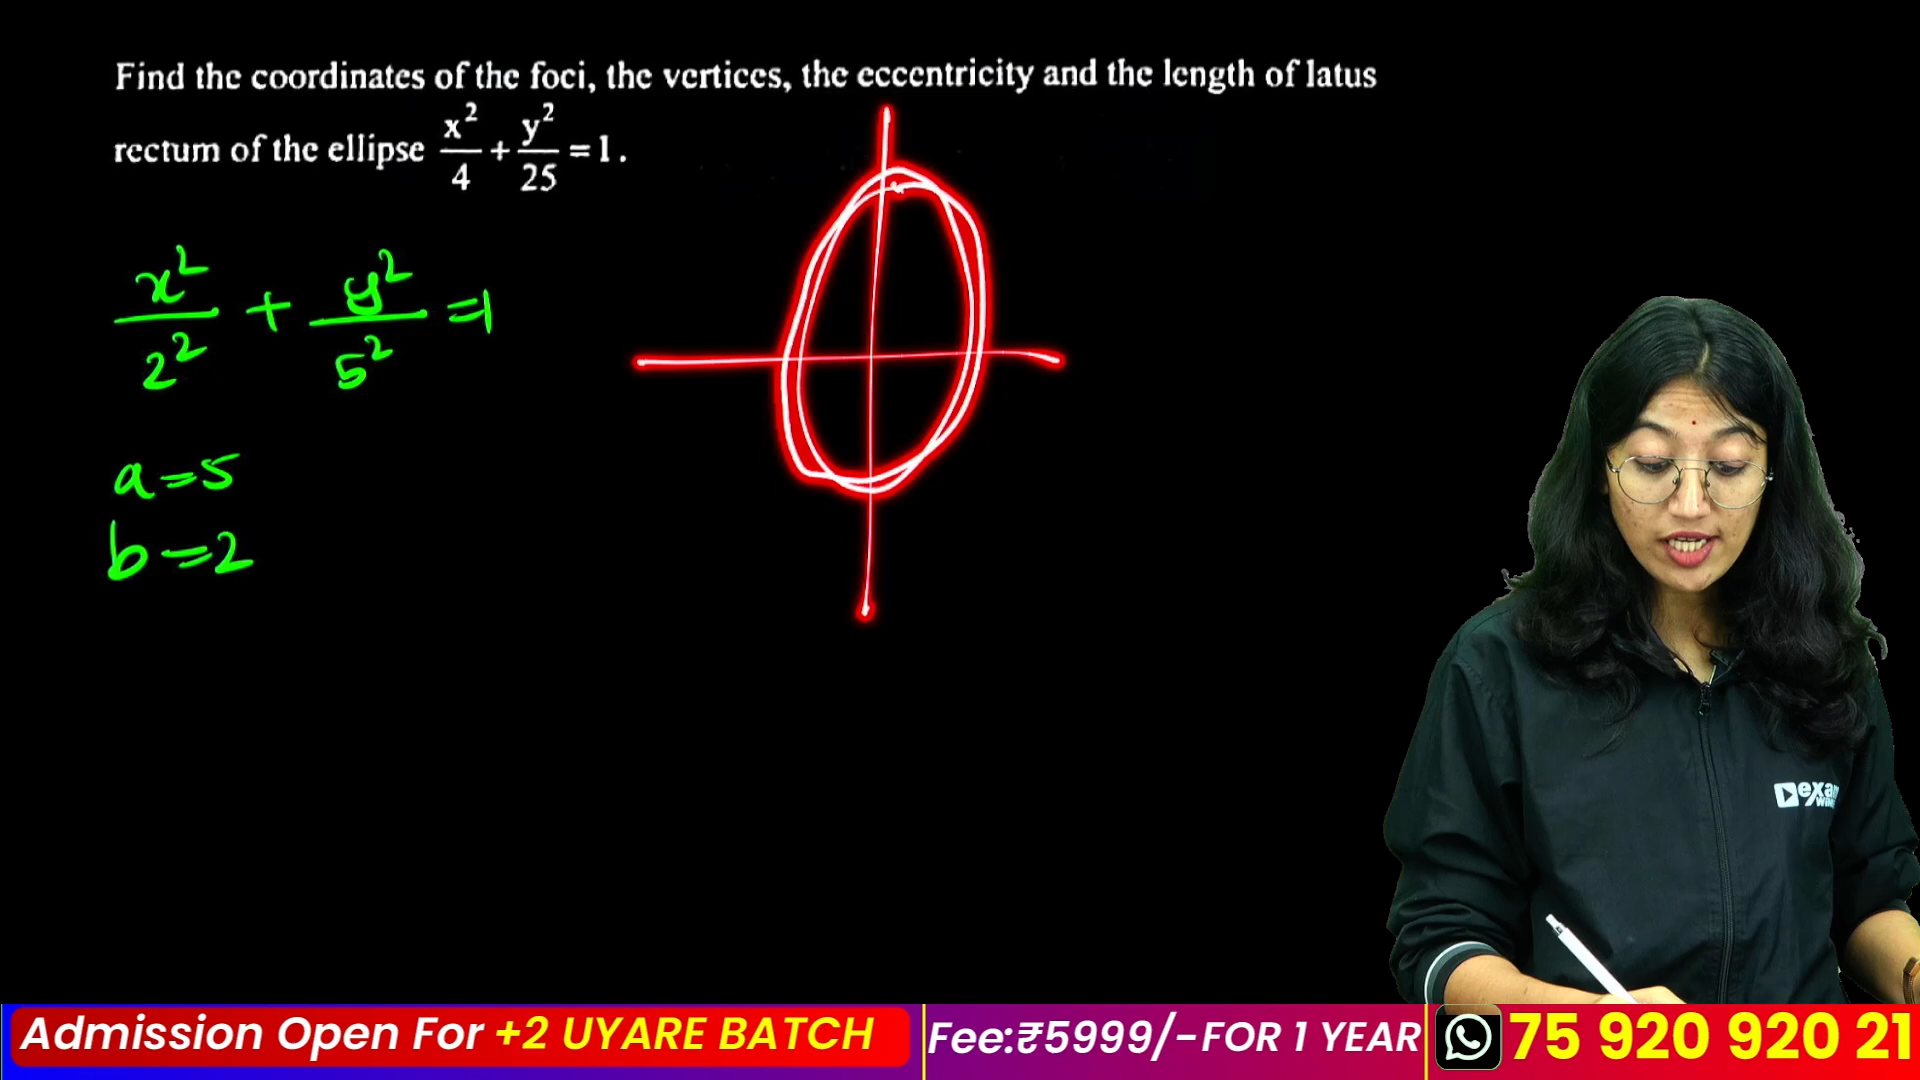 Find the coordinates of the foci, the vertices, the eccentricity and the length of latus
rectum of the ellipse x²/4 + y²/25 = 1.
x²/2² + y²/5² = 1
a = 5
b = 2
Admission Open For +2 UYARE BATCH
Fee:₹5999/-FOR 1 YEAR
75 920 920 21